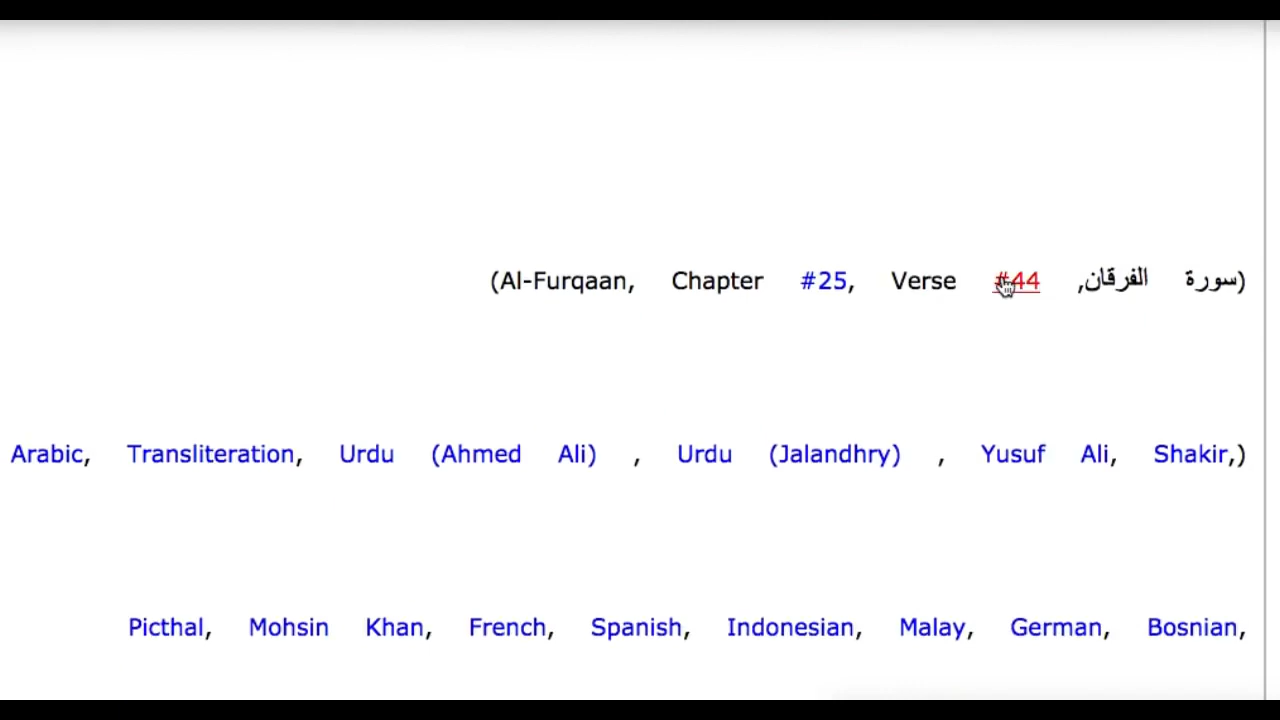 (سورة الفرقان, #44 Verse ,#25 Chapter ,Al-Furqaan)
Arabic, Transliteration, Urdu (Ahmed Ali) , Urdu (Jalandhry) , Yusuf Ali, Shakir,)
Picthal, Mohsin Khan, French, Spanish, Indonesian, Malay, German, Bosnian,